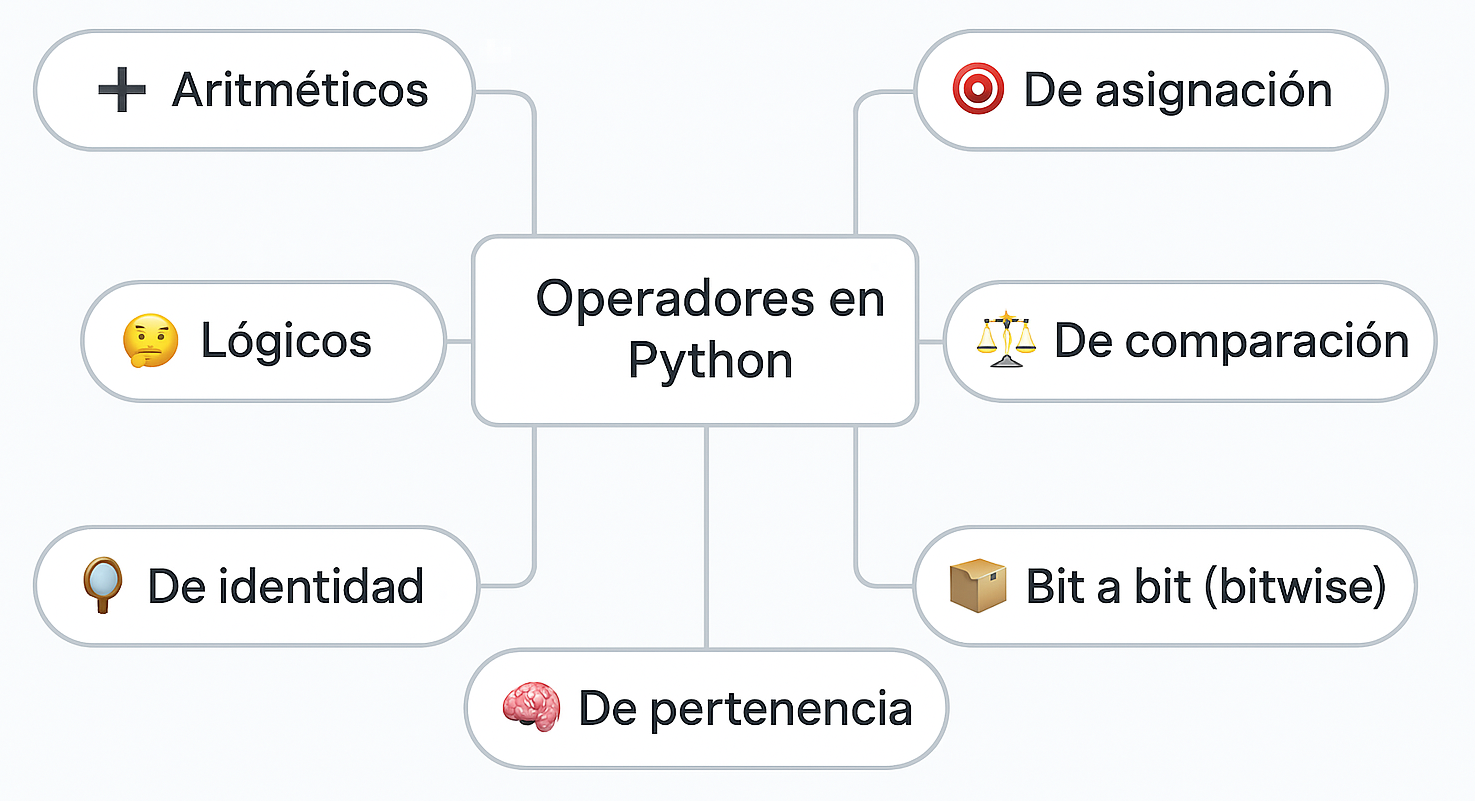 Aritméticos
De asignación
Operadores en
Python
Lógicos
De comparación
De identidad
Bit a bit (bitwise)
De pertenencia